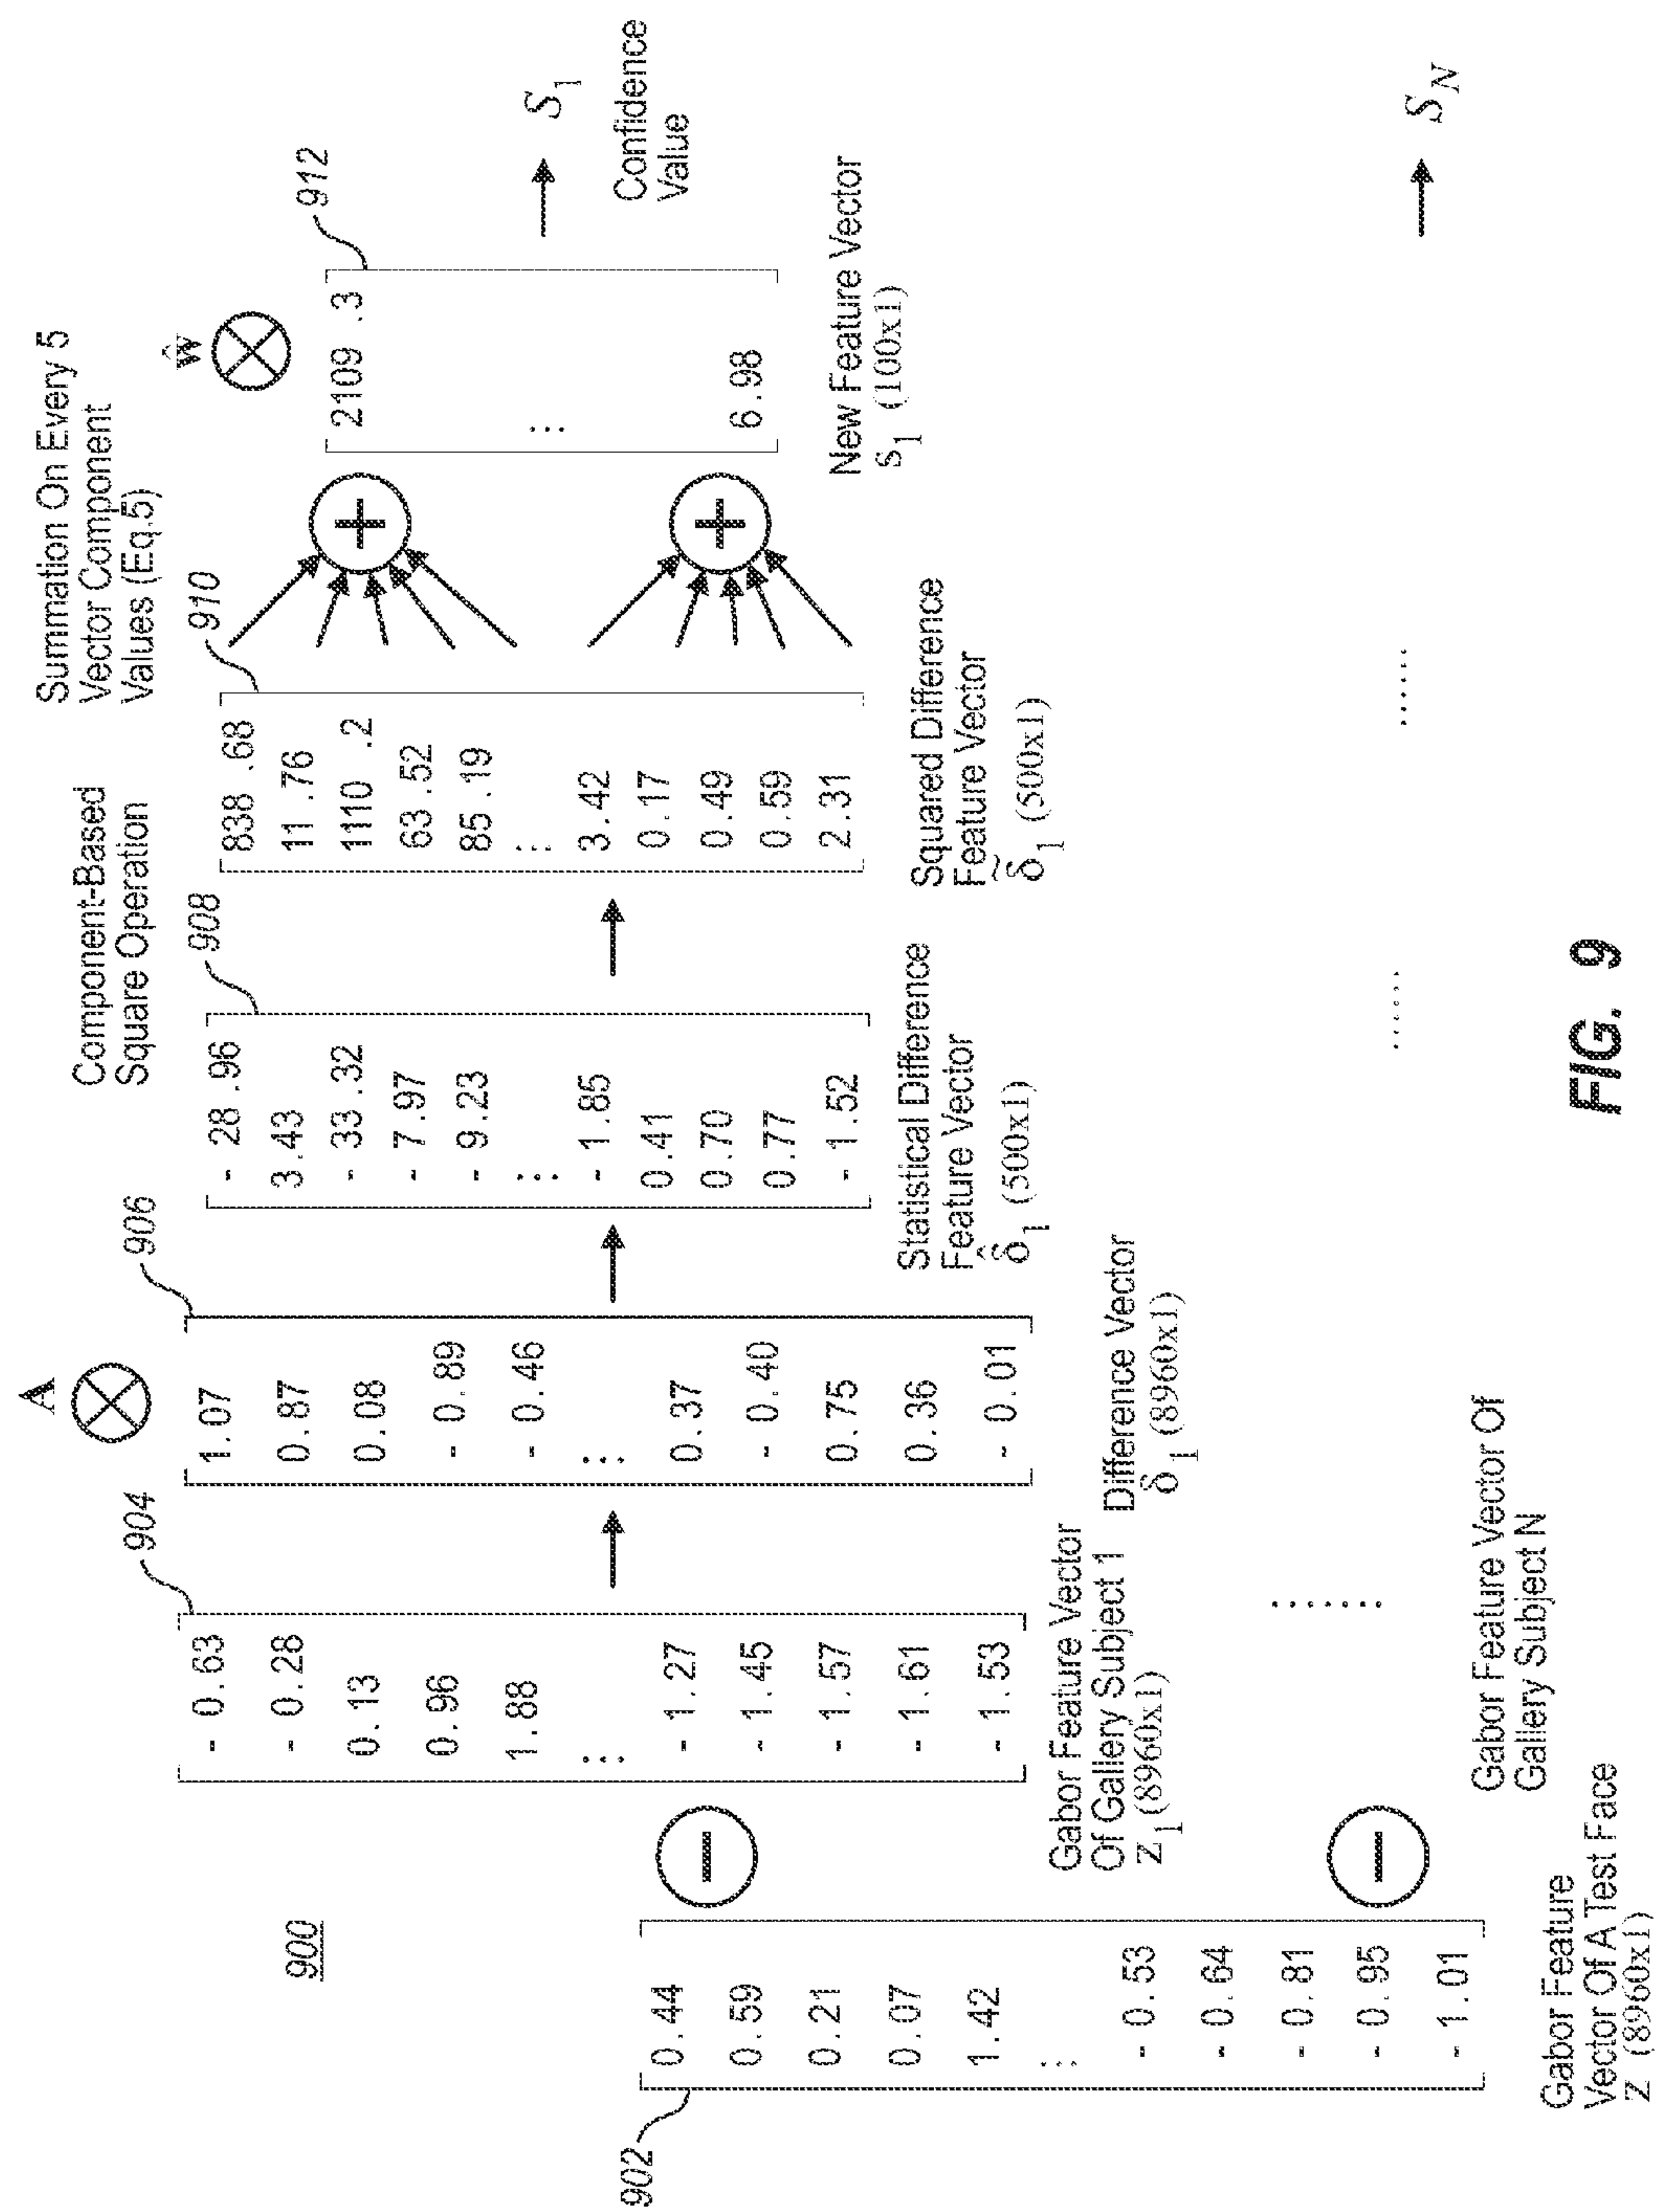 900
902
0.44
0.59
0.21
0.07
1.42
⋮
- 0.53
- 0.64
- 0.81
- 0.95
- 1.01
Gabor Feature
Vector Of A Test Face
z (8960x1)
−
−
904
- 0.63
- 0.28
0.13
0.96
1.88
⋮
- 1.27
- 1.45
- 1.57
- 1.61
- 1.53
Gabor Feature Vector
Of Gallery Subject 1
z₁ (8960x1)
.......
Gabor Feature Vector Of
Gallery Subject N
A
906
1.07
0.87
0.08
- 0.89
- 0.46
⋮
0.37
- 0.40
0.75
0.36
- 0.01
Difference Vector
δ₁ (8960x1)
908
- 28 .96
3.43
- 33 .32
- 7.97
- 9.23
⋮
- 1.85
0.41
0.70
0.77
- 1.52
Statistical Difference
Feature Vector
δ̂₁ (500x1)
Component-Based
Square Operation
910
838 .68
11 .76
1110 .2
63 .52
85 .19
⋮
3.42
0.17
0.49
0.59
2.31
Squared Difference
Feature Vector
δ̃₁ (500x1)
......
......
Summation On Every 5
Vector Component
Values (Eq.5)
+
+
ŵ
912
2109 .3
⋮
6.98
New Feature Vector
s₁ (100x1)
S₁
Confidence
Value
S_N
FIG. 9